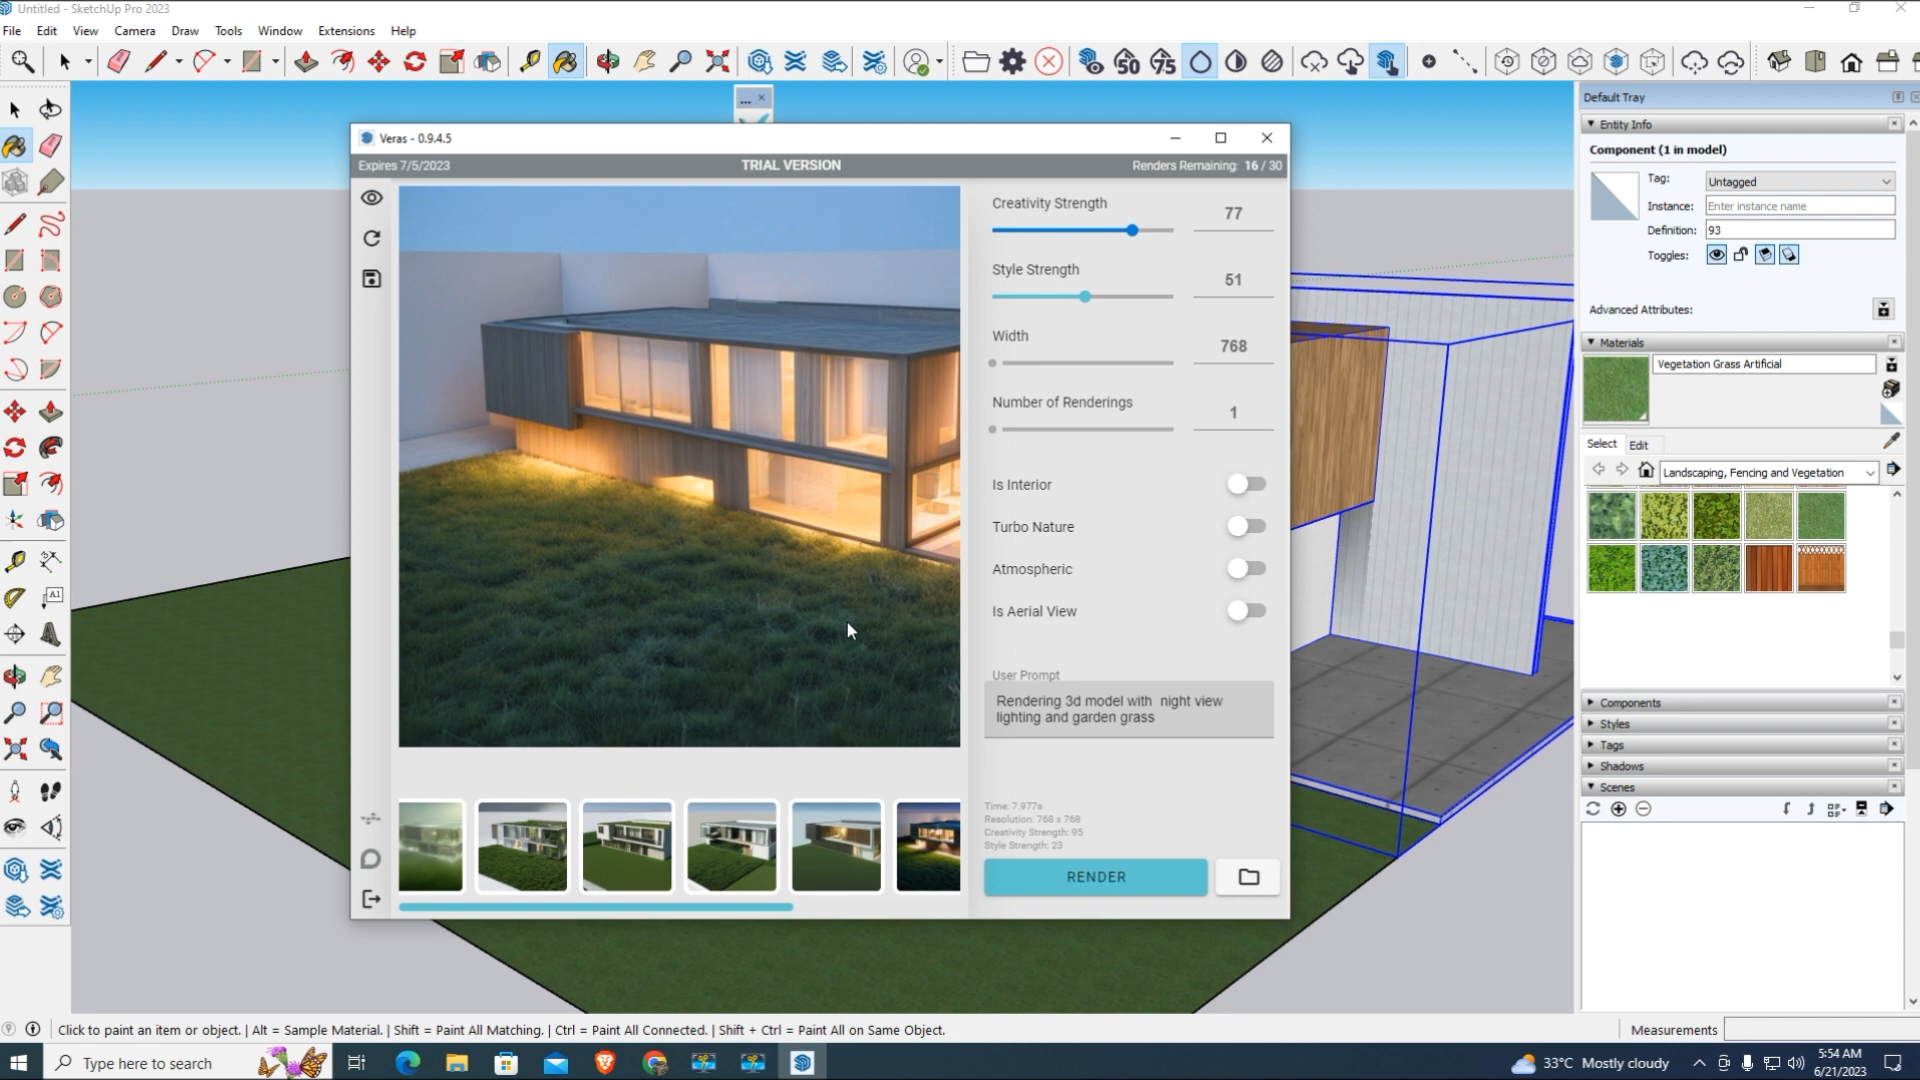 Untitled - SketchUp Pro 2023
File Edit View Camera Draw Tools Window Extensions Help
50 75
Default Tray
Entity Info
Component (1 in model)
Tag: Untagged
Instance: Enter instance name
Definition: 93
Toggles:
Advanced Attributes:
Materials
Vegetation Grass Artificial
Select Edit
Landscaping, Fencing and Vegetation
Components
Styles
Tags
Shadows
Scenes
Veras - 0.9.4.5
Expires 7/5/2023 TRIAL VERSION Renders Remaining: 16 / 30
Creativity Strength 77
Style Strength 51
Width 768
Number of Renderings 1
Is Interior
Turbo Nature
Atmospheric
Is Aerial View
User Prompt
Rendering 3d model with  night view
lighting and garden grass
Time: 7.977s
Resolution: 768 x 768
Creativity Strength: 95
Style Strength: 23
RENDER
A1
Click to paint an item or object. | Alt = Sample Material. | Shift = Paint All Matching. | Ctrl = Paint All Connected. | Shift + Ctrl = Paint All on Same Object.
Measurements
Type here to search
33°C Mostly cloudy
5:54 AM
6/21/2023